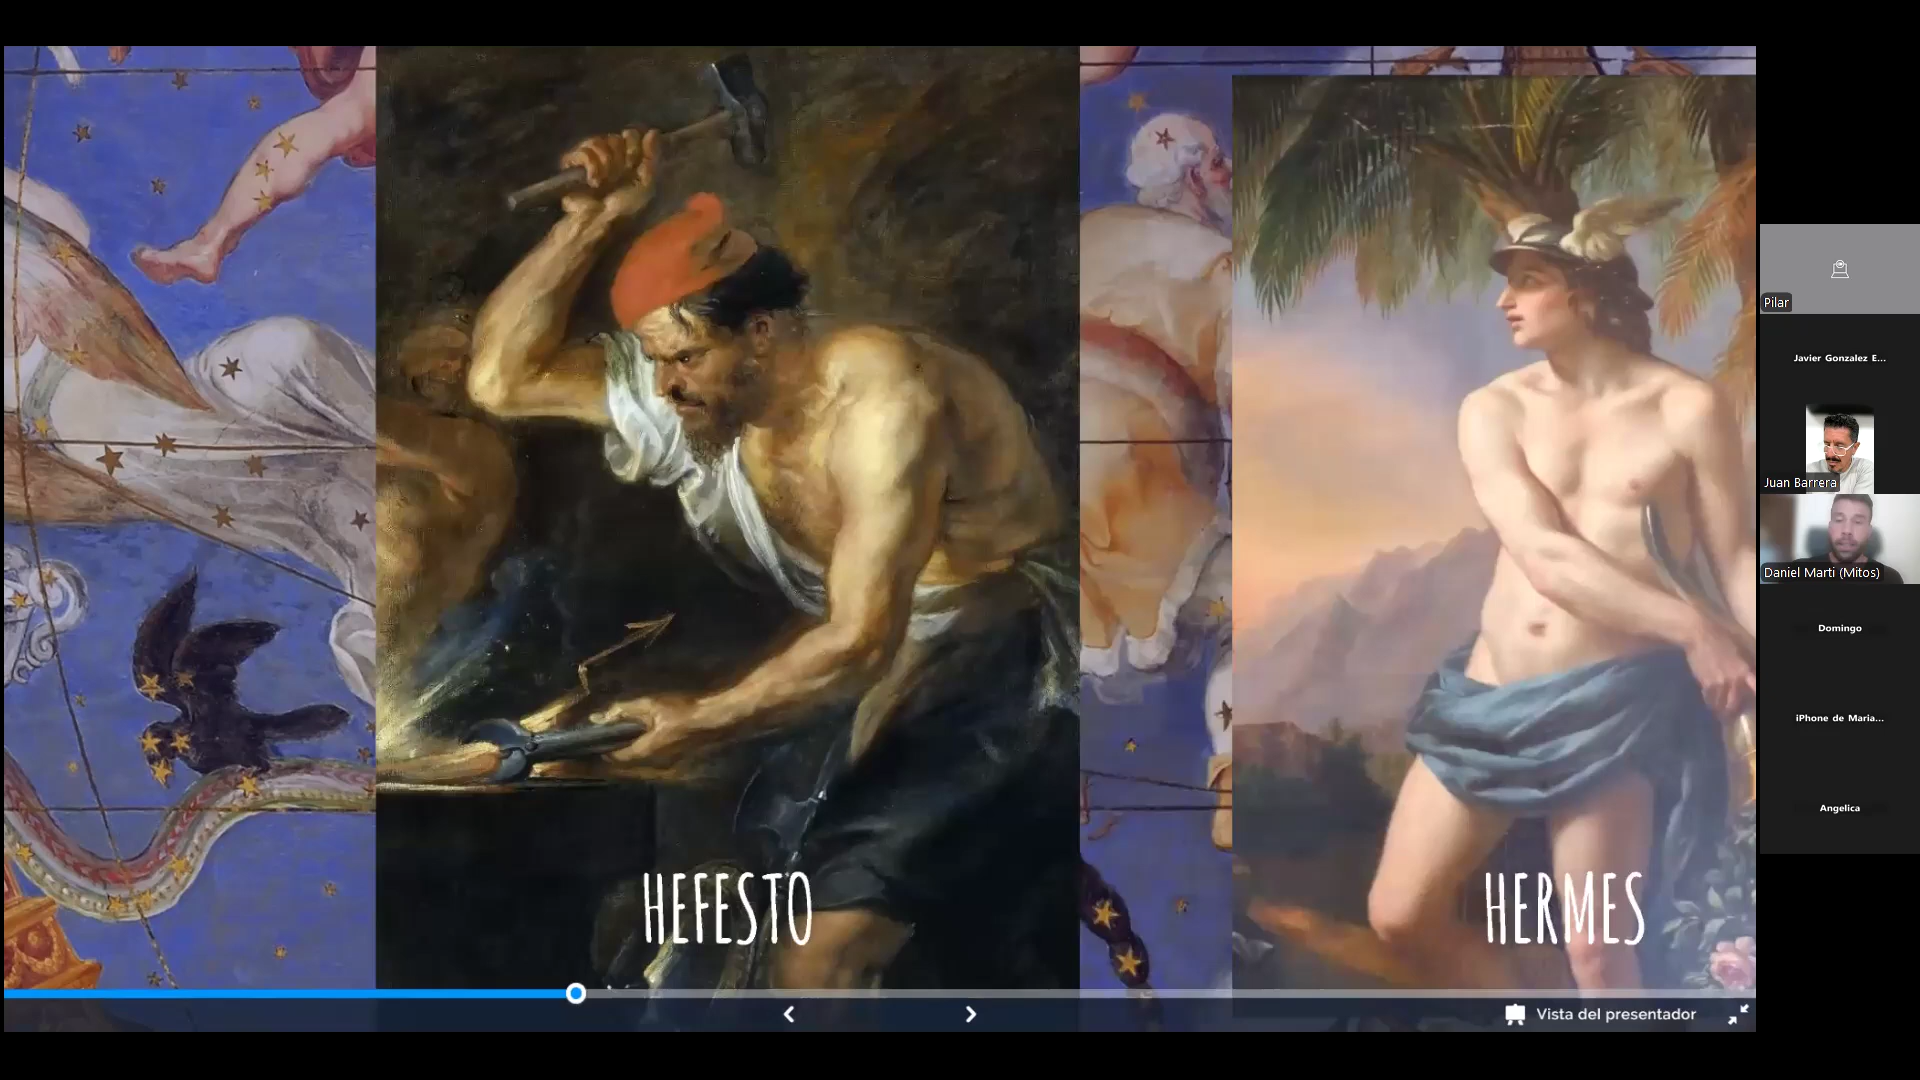 HEFESTO
HERMES
Vista del presentador
Pilar
Javier Gonzalez E...
Juan Barrera
Daniel Marti (Mitos)
Domingo
iPhone de Maria...
Angelica